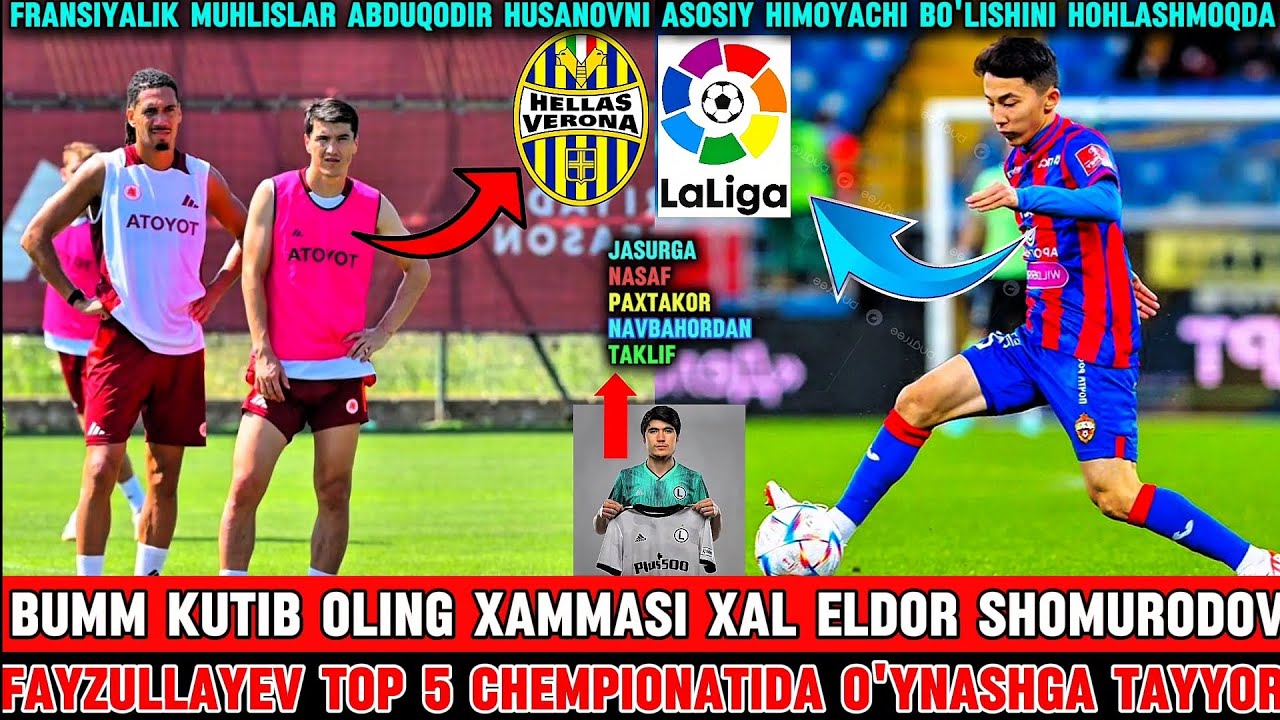 FRANSIYALIK MUHLISLAR ABDUQODIR HUSANOVNI ASOSIY HIMOYACHI BO'LISHINI HOHLASHMOQDA
HELLAS
VERONA
LaLiga
ATOYOT
ATOYOT
JASURGA
NASAF
PAXTAKOR
NAVBAHORDAN
TAKLIF
Plus500
BUMM KUTIB OLING XAMMASI XAL ELDOR SHOMURODOV
FAYZULLAYEV TOP 5 CHEMPIONATIDA O'YNASHGA TAYYOR